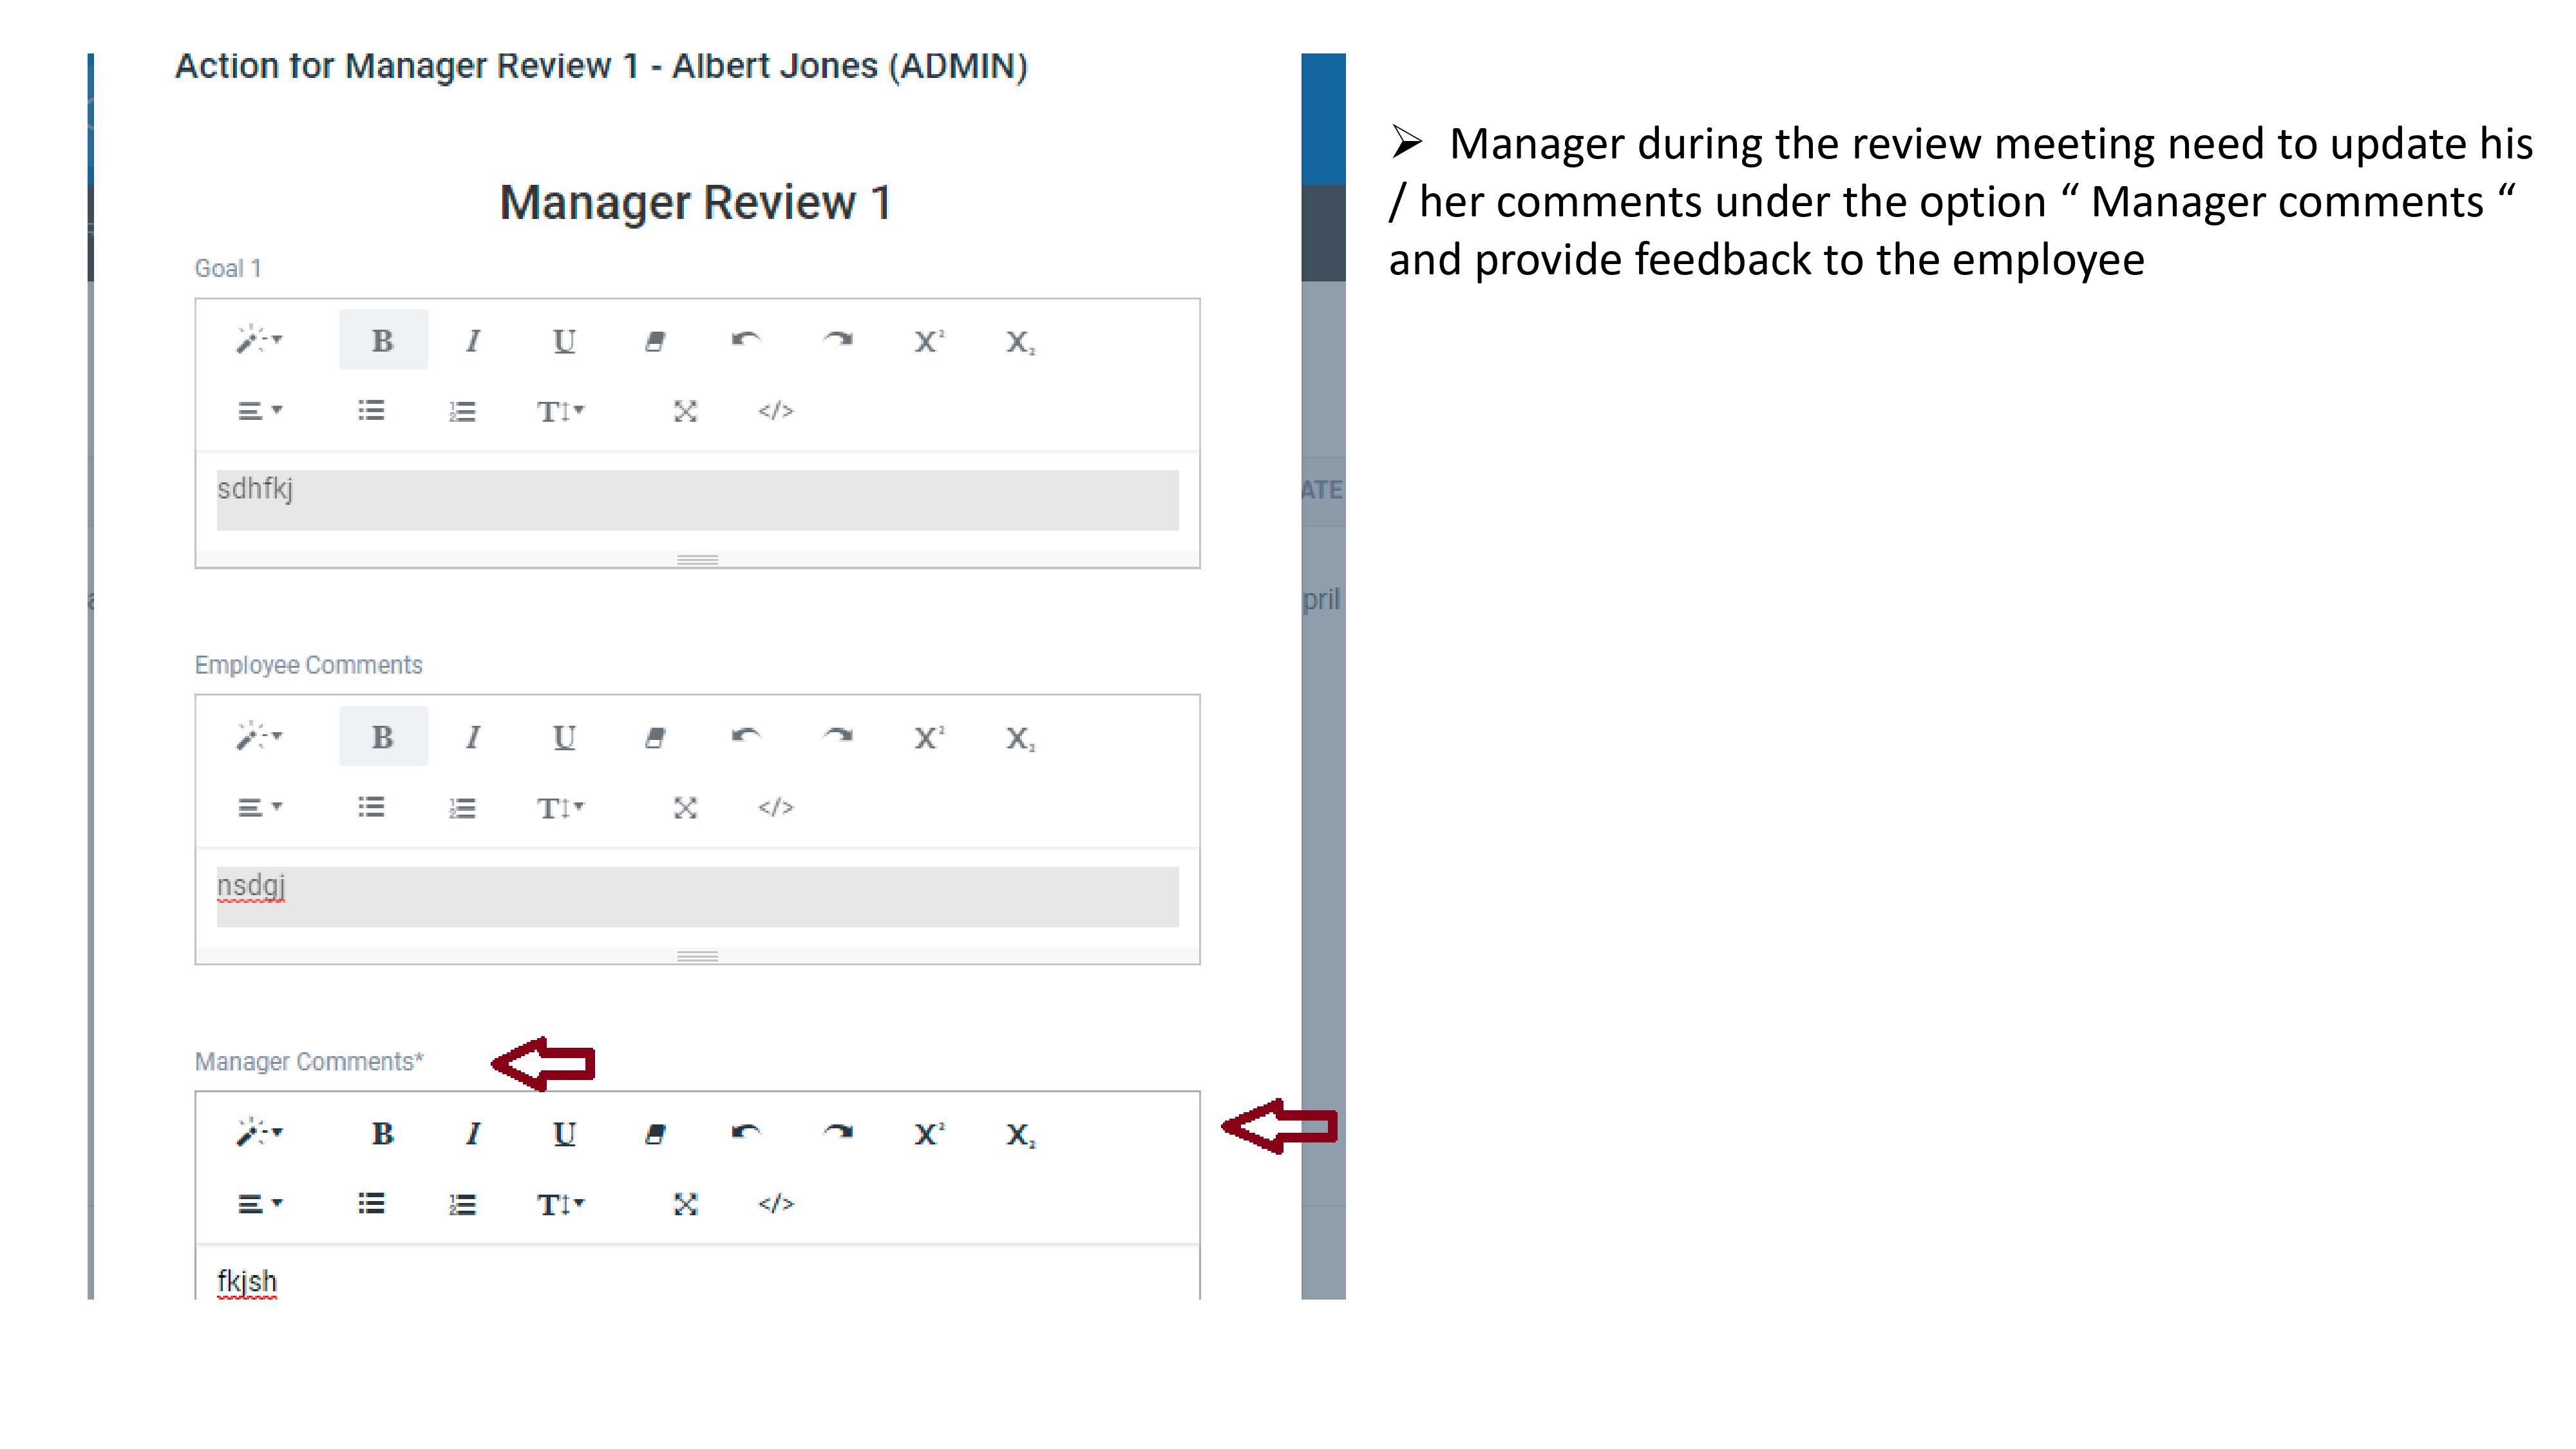 Action for Manager Review 1 - Albert Jones (ADMIN)
Manager Review 1
Goal 1
B I U X² X₂
T
</>
sdhfkj
Employee Comments
B I U X² X₂
T
</>
nsdgj
Manager Comments*
B I U X² X₂
T
</>
fkjsh
ATE
pril
➢ Manager during the review meeting need to update his
/ her comments under the option “ Manager comments “
and provide feedback to the employee